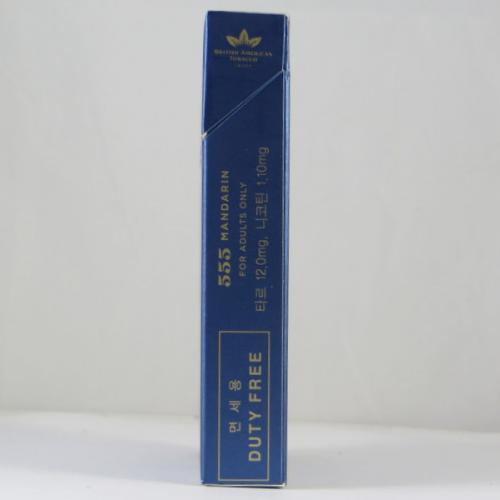 BRITISH AMERICAN
TOBACCO
555 MANDARIN
FOR ADULTS ONLY
타르 12.0mg, 니코틴 1.10mg
면세용
DUTY FREE